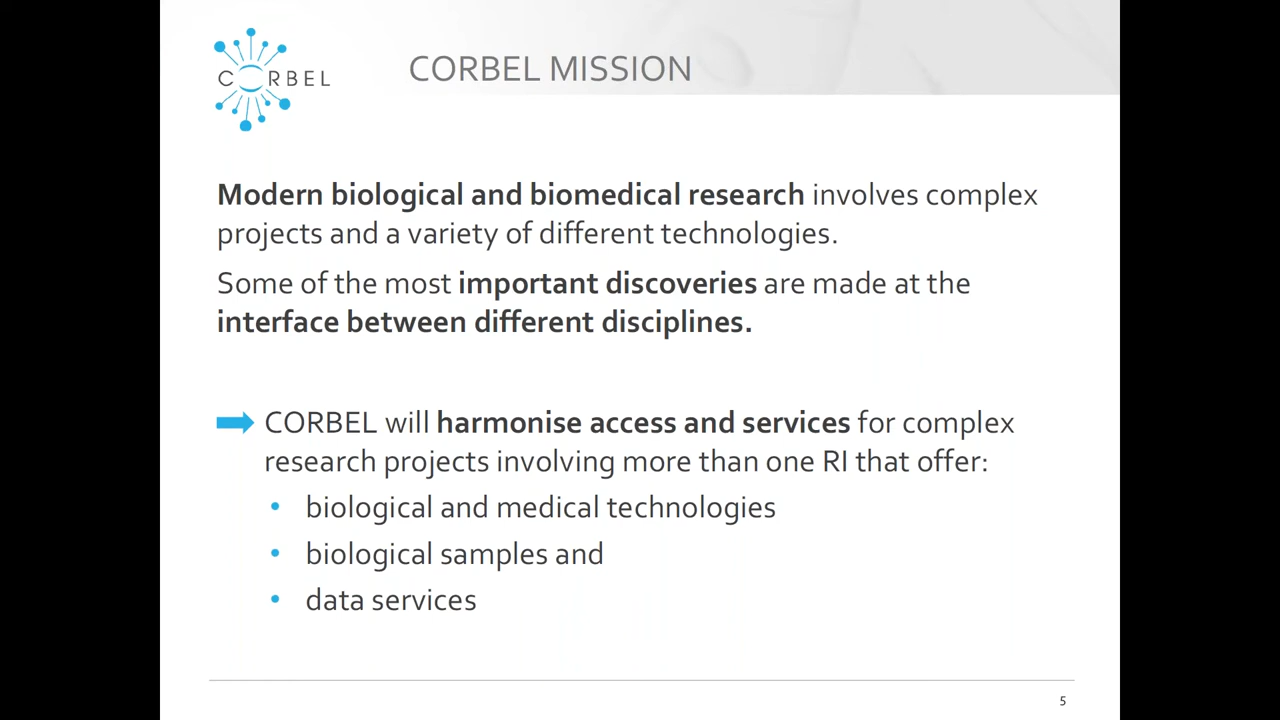 CORBEL
CORBEL MISSION
Modern biological and biomedical research involves complex
projects and a variety of different technologies.
Some of the most important discoveries are made at the
interface between different disciplines.
CORBEL will harmonise access and services for complex
research projects involving more than one RI that offer:
• biological and medical technologies
• biological samples and
• data services
5